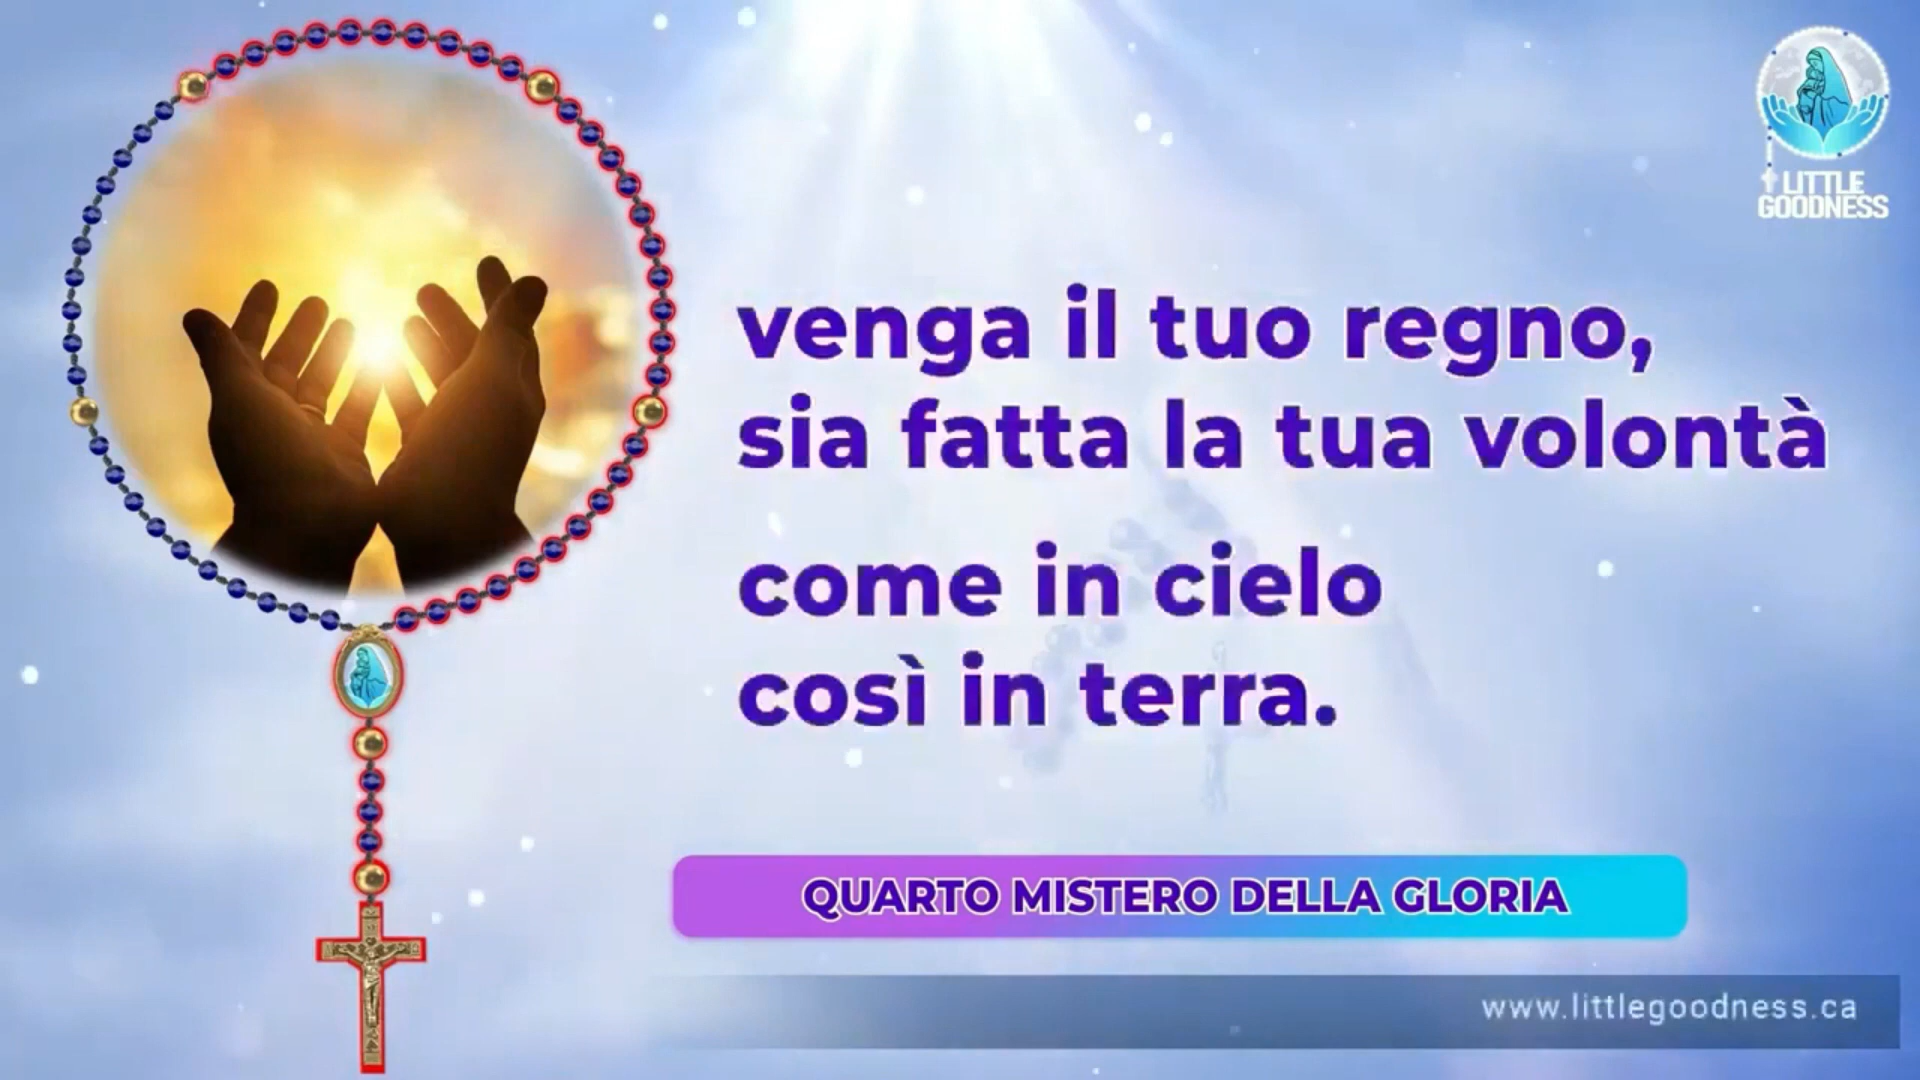 LITTLE
GOODNESS
venga il tuo regno,
sia fatta la tua volontà
come in cielo
così in terra.
QUARTO MISTERO DELLA GLORIA
www.littlegoodness.ca